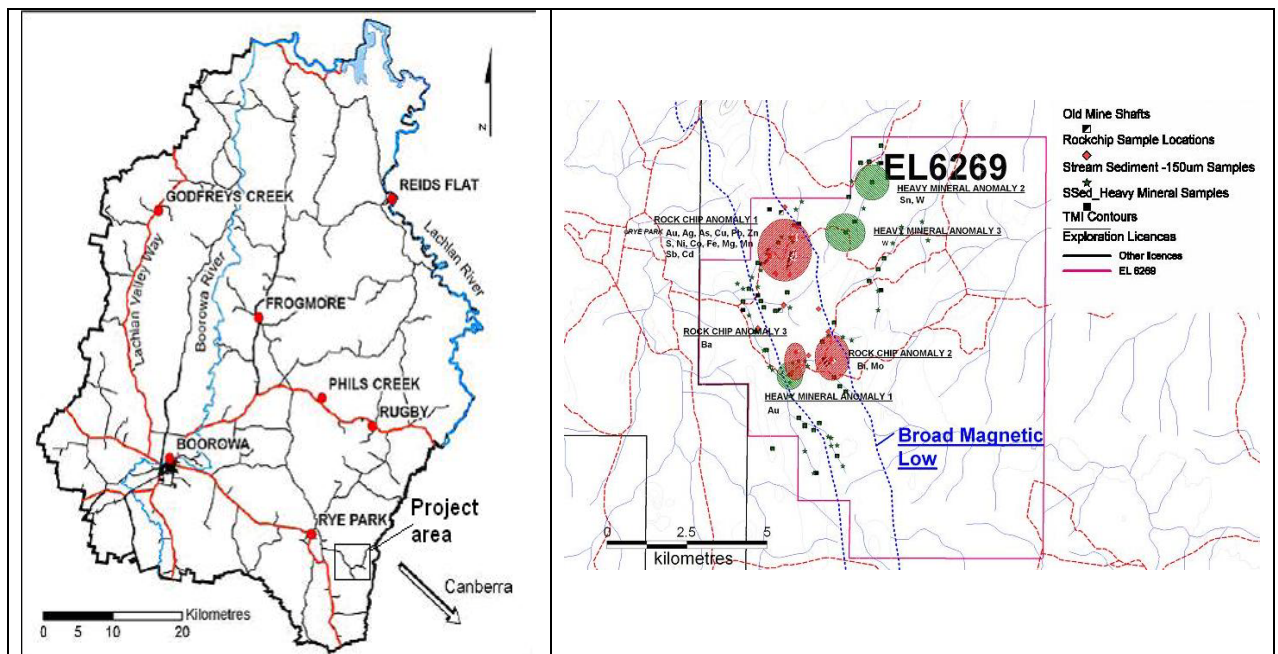 N
REIDS FLAT
GODFREYS CREEK
Lachlan Valley Way
Boorowa River
Lachlan River
FROGMORE
PHILS CREEK
RUGBY
BOOROWA
RYE PARK
Project
area
Canberra
Kilometres
0 5 10 20
Old Mine Shafts
Rockchip Sample Locations
Stream Sediment -150um Samples
SSed_Heavy Mineral Samples
TMI Contours
Exploration Licences
Other licences
EL 6269
EL6269
HEAVY MINERAL ANOMALY 2
Sn, W
ROCK CHIP ANOMALY 1
RYE PARK
Au, Ag, As, Cu, Pb, Zn
S, Ni, Co, Fe, Mg, Mn
Sb, Cd
HEAVY MINERAL ANOMALY 3
W
ROCK CHIP ANOMALY 3
Ba
ROCK CHIP ANOMALY 2
Bi, Mo
HEAVY MINERAL ANOMALY 1
Au
Broad Magnetic
Low
0 2.5 5
kilometres